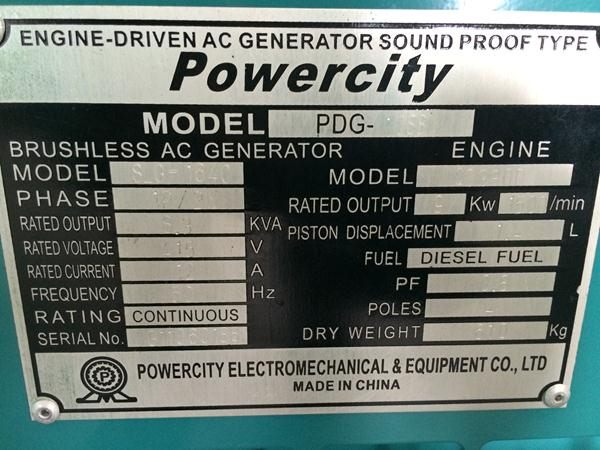 ENGINE-DRIVEN AC GENERATOR SOUND PROOF TYPE
Powercity
MODEL PDG-
BRUSHLESS AC GENERATOR
MODEL
PHASE
RATED OUTPUT KVA
RATED VOLTAGE V
RATED CURRENT A
FREQUENCY Hz
RATING CONTINUOUS
SERIAL No.
ENGINE
MODEL
RATED OUTPUT Kw /min
PISTON DISPLACEMENT L
FUEL DIESEL FUEL
PF
POLES
DRY WEIGHT Kg
P
POWERCITY ELECTROMECHANICAL & EQUIPMENT CO., LTD
MADE IN CHINA